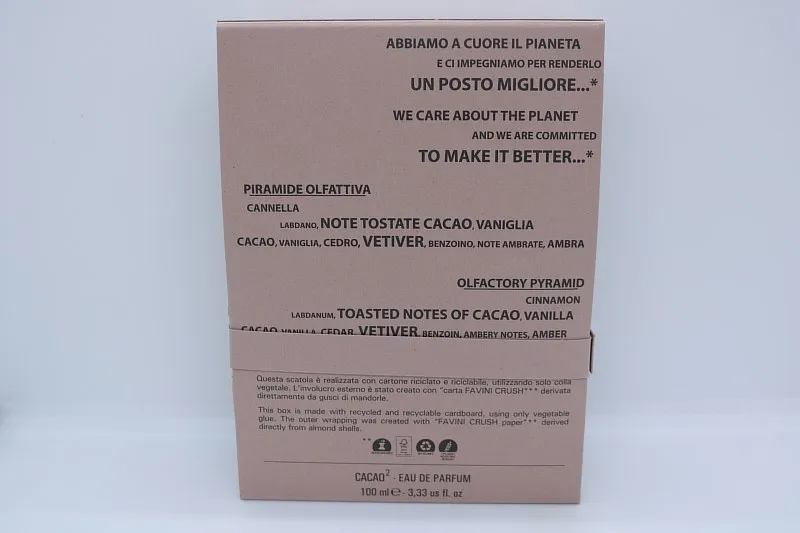 ABBIAMO A CUORE IL PIANETA
E CI IMPEGNIAMO PER RENDERLO
UN POSTO MIGLIORE...*
WE CARE ABOUT THE PLANET
AND WE ARE COMMITTED
TO MAKE IT BETTER...*
PIRAMIDE OLFATTIVA
CANNELLA
LABDANO, NOTE TOSTATE CACAO, VANIGLIA
CACAO, VANIGLIA, CEDRO, VETIVER, BENZOINO, NOTE AMBRATE, AMBRA
OLFACTORY PYRAMID
CINNAMON
LABDANUM, TOASTED NOTES OF CACAO, VANILLA
CACAO, VANILLA, CEDAR, VETIVER, BENZOIN, AMBERY NOTES, AMBER
Questa scatola è realizzata con cartone riciclato e riciclabile, utilizzando solo colla
vegetale. L'involucro esterno è stato creato con "carta FAVINI CRUSH"** derivata
direttamente da gusci di mandorle.
This box is made with recycled and recyclable cardboard, using only vegetable
glue. The outer wrapping was created with "FAVINI CRUSH paper"** derived
directly from almond shells.
**
CACAO² - EAU DE PARFUM
100 ml ℮ - 3,33 us fl. oz